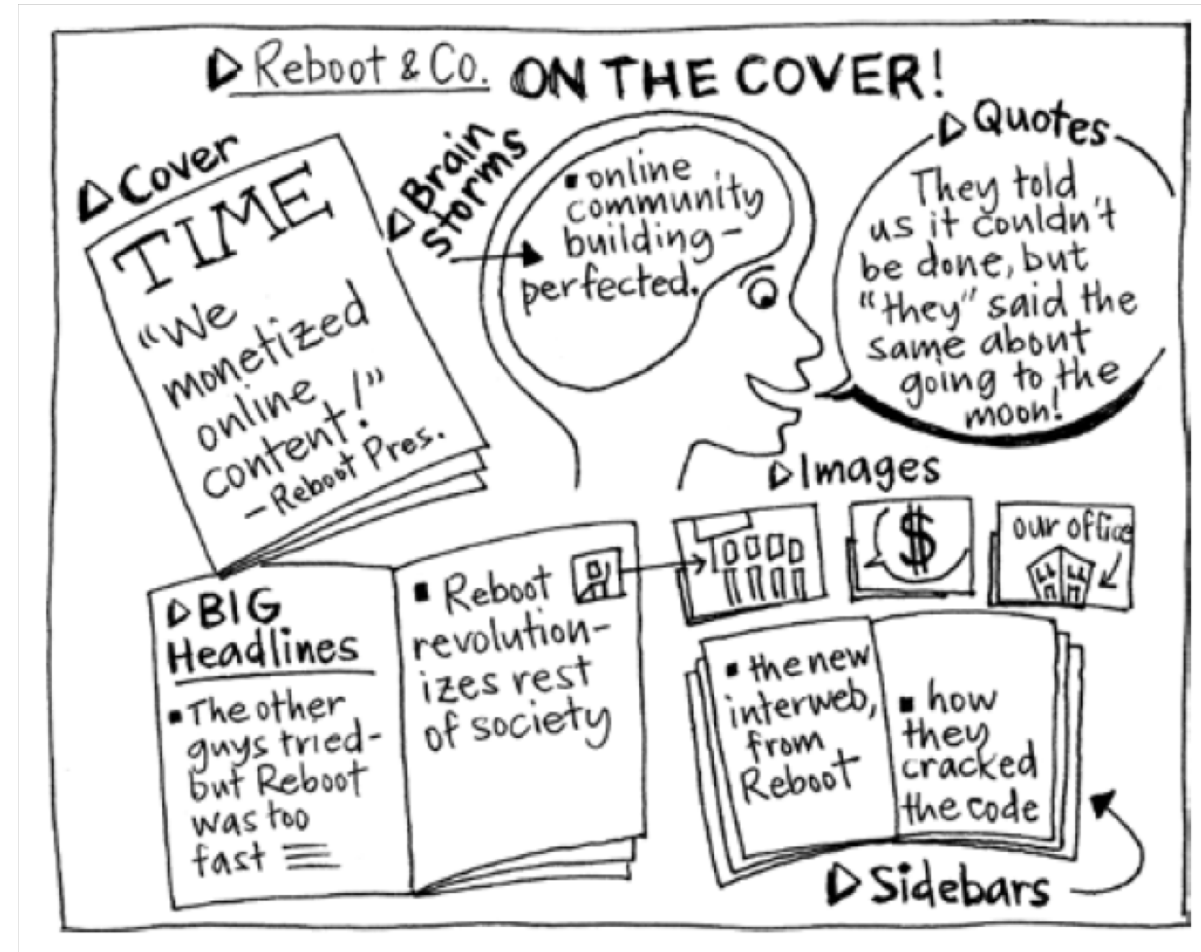 ▷ Reboot & Co. ON THE COVER!
▷ Cover
TIME
"We
monetized
online
content!"
- Reboot Pres.
▷ Brain
storms
▪ online
community
building -
perfected.
▷ Quotes
They told
us it couldn't
be done, but
"they" said the
same about
going to the
moon!
▷ Images
$
our office
▷ BIG
Headlines
▪ The other
guys tried-
but Reboot
was too
fast
▪ Reboot
revolution-
izes rest
of society
▪ the new
interweb,
from
Reboot
▪ how
they
cracked
the code
▷ Sidebars